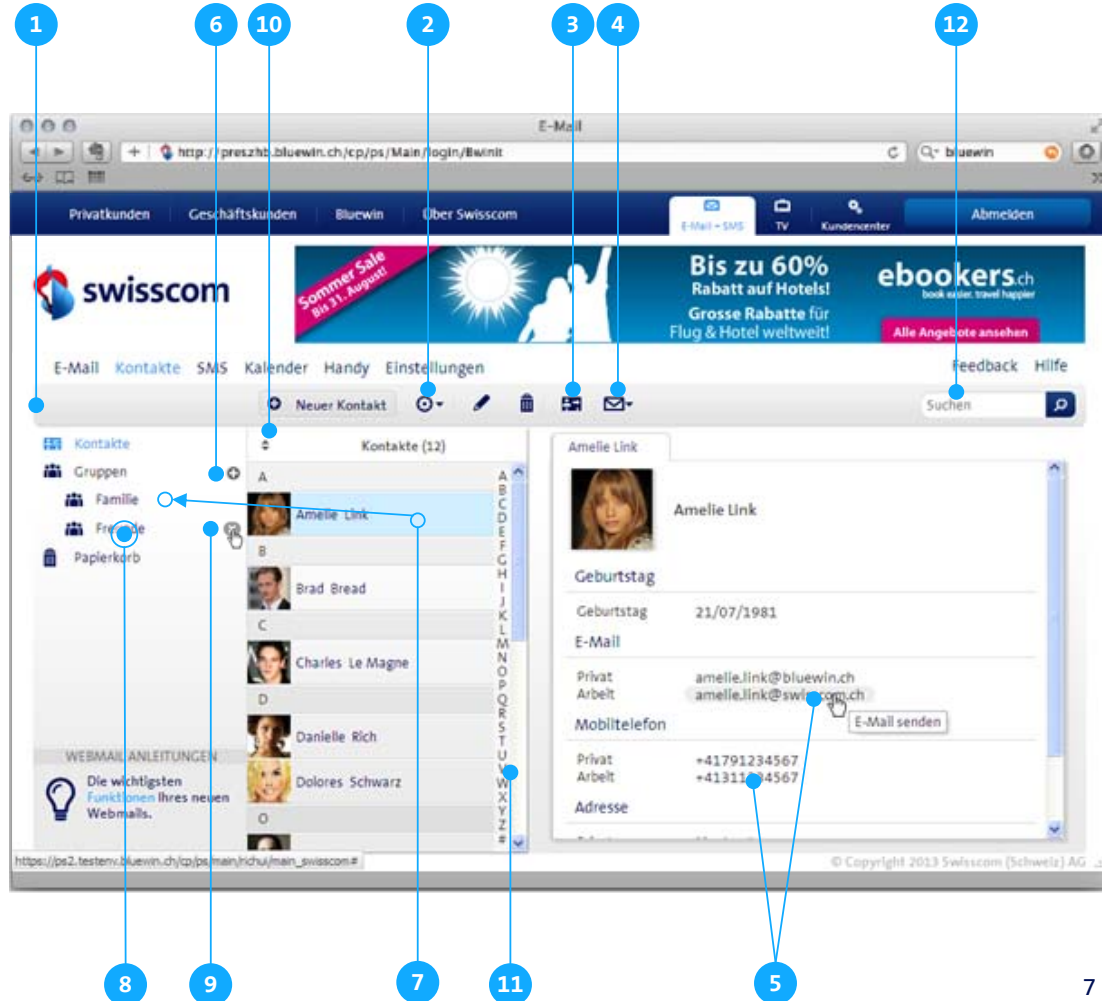 1 6 10 2 3 4 12
E-Mail
http://preszhb.bluewin.ch/cp/ps/Main/login/Bwinit
bluewin
Privatkunden Geschäftskunden Bluewin Über Swisscom
E-Mail + SMS TV Kundencenter Abmelden
swisscom
Sommer Sale
Bis 31. August!
Bis zu 60%
Rabatt auf Hotels!
Grosse Rabatte für
Flug & Hotel weltweit!
ebookers.ch
book easier. travel happier
Alle Angebote ansehen
E-Mail Kontakte SMS Kalender Handy Einstellungen
Feedback Hilfe
Neuer Kontakt
Suchen
Kontakte
Gruppen
Familie
Freunde
Papierkorb
WEBMAIL ANLEITUNGEN
Die wichtigsten
Funktionen Ihres neuen
Webmails.
Kontakte (12)
A
Amelie Link
B
Brad Bread
C
Charles Le Magne
D
Danielle Rich
Dolores Schwarz
O
A
B
C
D
E
F
G
H
I
J
K
L
M
N
O
P
Q
R
S
T
U
V
W
X
Y
Z
#
Amelie Link
Amelie Link
Geburtstag
Geburtstag 21/07/1981
E-Mail
Privat amelie.link@bluewin.ch
Arbeit amelie.link@swisscom.ch
E-Mail senden
Mobiltelefon
Privat +41791234567
Arbeit +41311234567
Adresse
https://ps2.testenv.bluewin.ch/cp/ps/main/richui/main_swisscom#
© Copyright 2013 Swisscom (Schweiz) AG
8 9 7 11 5
7